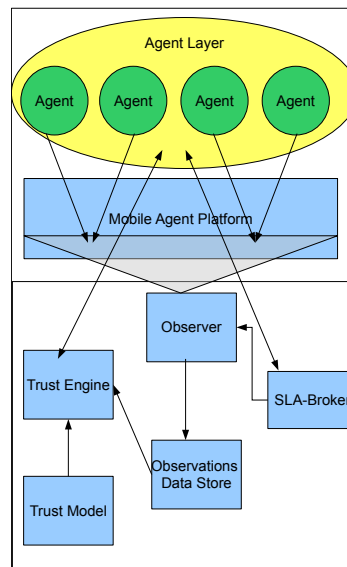 Agent Layer
Agent
Agent
Agent
Agent
Mobile Agent Platform
Observer
Trust Engine
SLA-Broker
Observations
Data Store
Trust Model